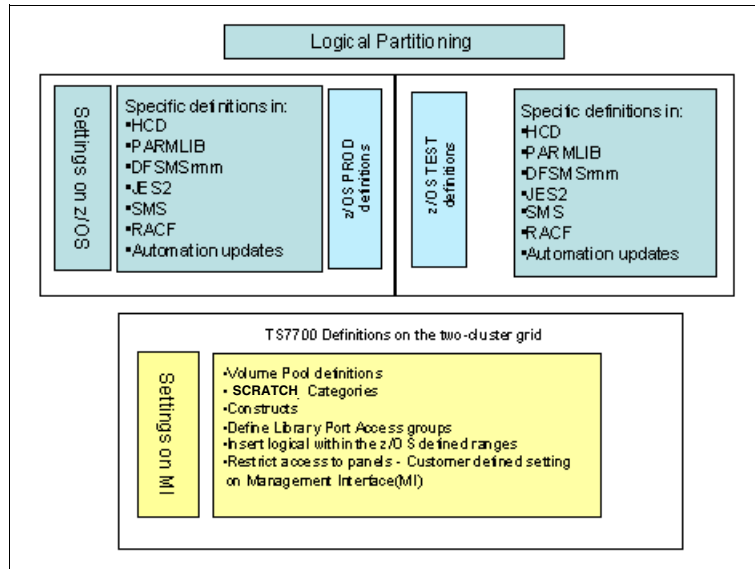 Logical Partitioning
Settings on z/OS
Specific definitions in:
▪HCD
▪PARMLIB
▪DFSMSrmm
▪JES2
▪SMS
▪RACF
▪Automation updates
z/OS PROD
definitions
z/OS TEST
definitions
Specific definitions in:
▪HCD
▪PARMLIB
▪DFSMSrmm
▪JES2
▪SMS
▪RACF
▪Automation updates
TS7700 Definitions on the two-cluster grid
Settings on MI
▪Volume Pool definitions
▪ SCRATCH Categories
▪Constructs
▪Define Library Port Access groups
▪Insert logical within the z/OS defined ranges
▪Restrict access to panels - Customer defined setting
on Management Interface(MI)